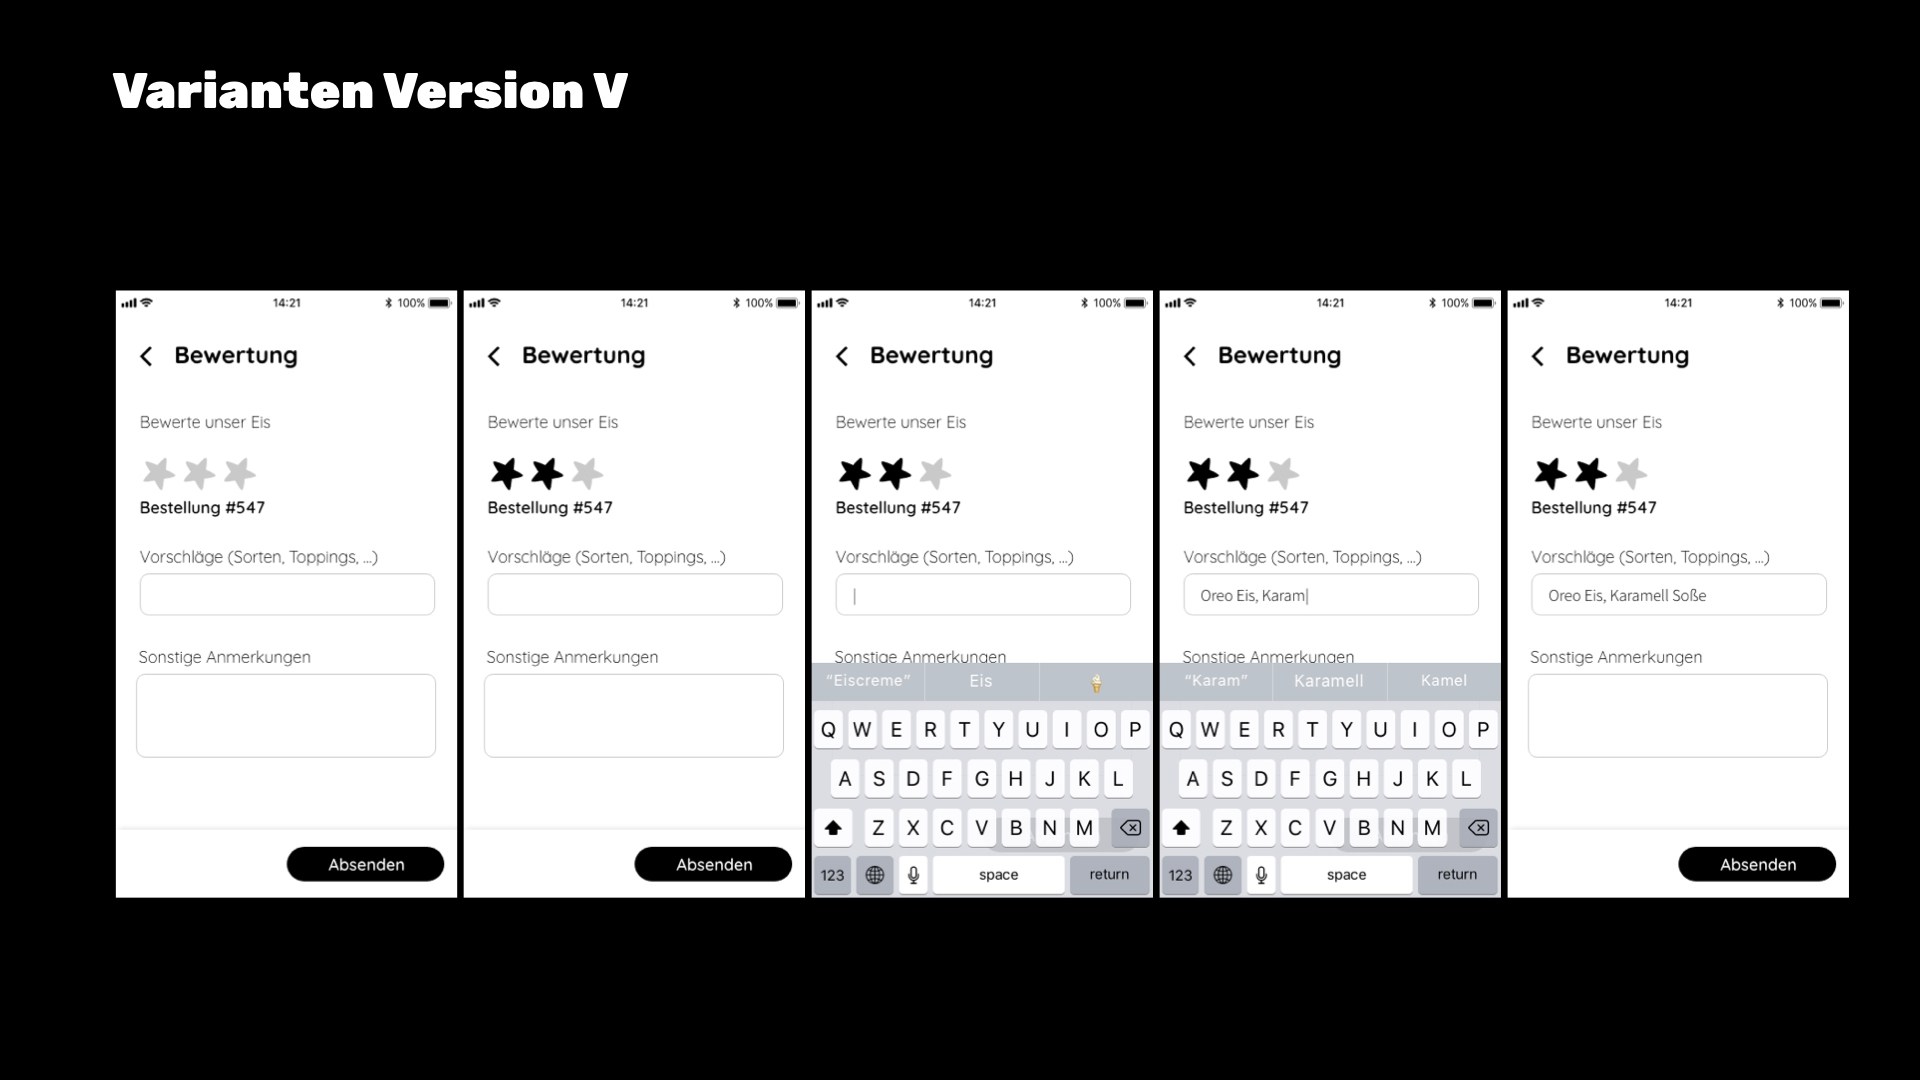 Varianten Version V
14:21
100%
Bewertung
Bewerte unser Eis
Bestellung #547
Vorschläge (Sorten, Toppings, ...)
Sonstige Anmerkungen
Absenden
14:21
100%
Bewertung
Bewerte unser Eis
Bestellung #547
Vorschläge (Sorten, Toppings, ...)
Sonstige Anmerkungen
Absenden
14:21
100%
Bewertung
Bewerte unser Eis
Bestellung #547
Vorschläge (Sorten, Toppings, ...)
Sonstige Anmerkungen
"Eiscreme" Eis
Q W E R T Y U I O P
A S D F G H J K L
Z X C V B N M
123 space return
14:21
100%
Bewertung
Bewerte unser Eis
Bestellung #547
Vorschläge (Sorten, Toppings, ...)
Oreo Eis, Karam
Sonstige Anmerkungen
"Karam" Karamell Kamel
Q W E R T Y U I O P
A S D F G H J K L
Z X C V B N M
123 space return
14:21
100%
Bewertung
Bewerte unser Eis
Bestellung #547
Vorschläge (Sorten, Toppings, ...)
Oreo Eis, Karamell Soße
Sonstige Anmerkungen
Absenden